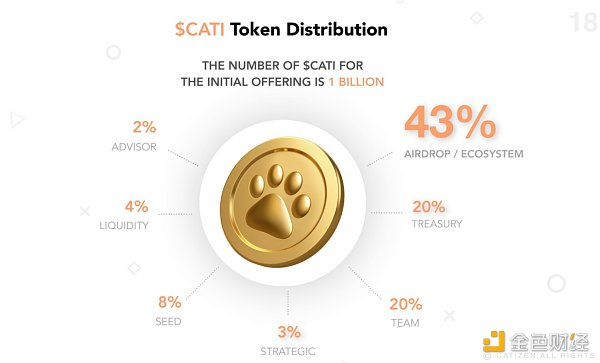 18
$CATI Token Distribution
THE NUMBER OF $CATI FOR
THE INITIAL OFFERING IS 1 BILLION
43%
AIRDROP / ECOSYSTEM
2%
ADVISOR
4%
LIQUIDITY
20%
TREASURY
8%
SEED
3%
STRATEGIC
20%
TEAM
金色财经
© CATIZEN ALL RIGHTS